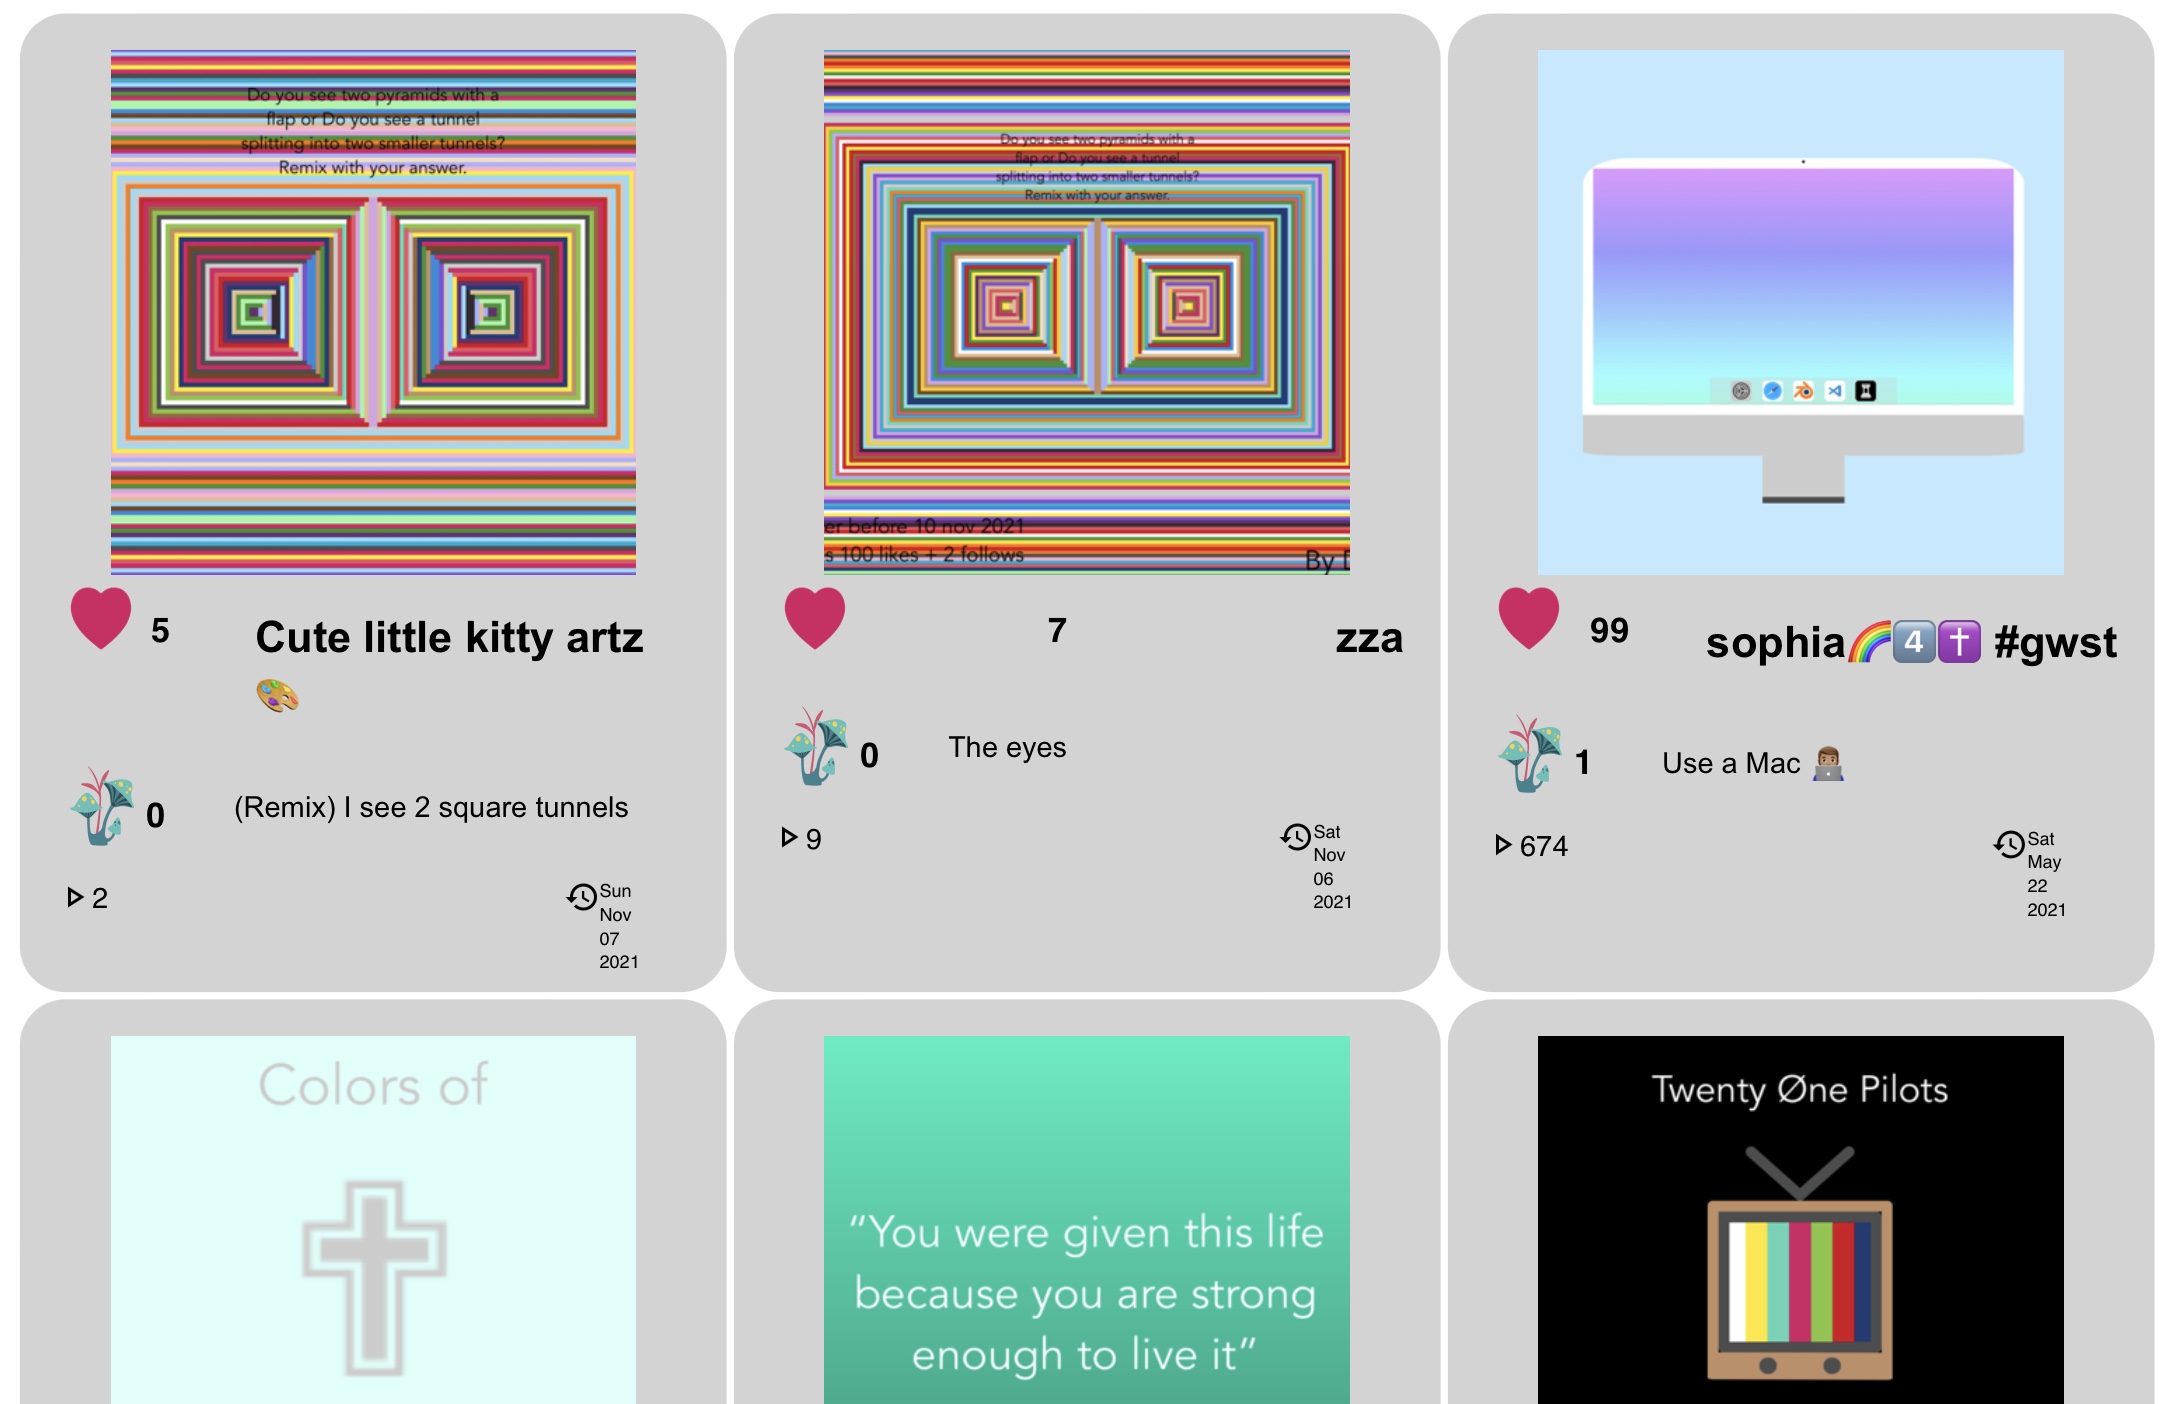 Do you see two pyramids with a
flap or Do you see a tunnel
splitting into two smaller tunnels?
Remix with your answer.
5
Cute little kitty artz
🎨
0
(Remix) I see 2 square tunnels
2
Sun
Nov
07
2021
Do you see two pyramids with a
flap or Do you see a tunnel
splitting into two smaller tunnels?
Remix with your answer.
er before 10 nov 2021
s 100 likes + 2 follows
By
7
zza
0
The eyes
9
Sat
Nov
06
2021
99
sophia🌈4️⃣✝️ #gwst
1
Use a Mac 👨🏽‍💻
674
Sat
May
22
2021
Colors of
“You were given this life
because you are strong
enough to live it”
Twenty Øne Pilots